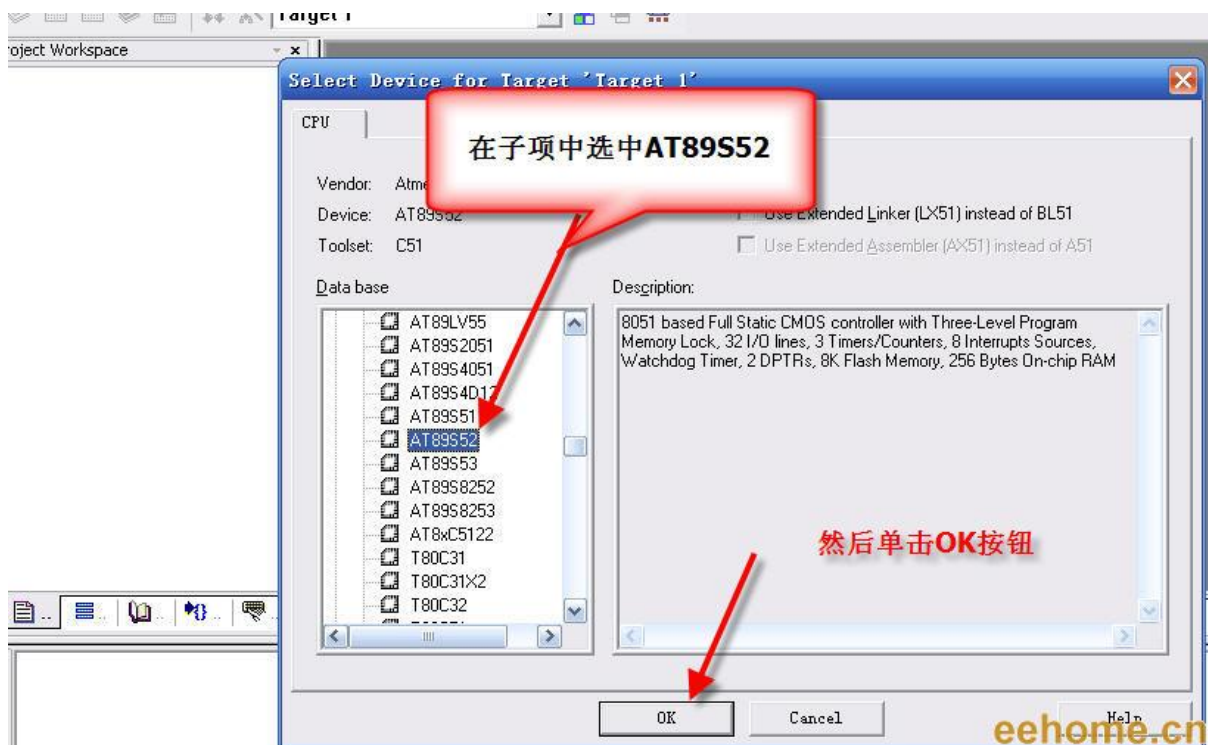 Target 1
roject Workspace
Select Device for Target 'Target 1'
CPU
在子项中选中AT89S52
Vendor: Atme
Device: AT89S52
Use Extended Linker (LX51) instead of BL51
Toolset: C51
Use Extended Assembler (AX51) instead of A51
Data base
Description:
AT89LV55
AT89S2051
AT89S4051
AT89S4D12
AT89S51
AT89S52
AT89S53
AT89S8252
AT89S8253
AT8xC5122
T80C31
T80C31X2
T80C32
8051 based Full Static CMOS controller with Three-Level Program
Memory Lock, 32 I/O lines, 3 Timers/Counters, 8 Interrupts Sources,
Watchdog Timer, 2 DPTRs, 8K Flash Memory, 256 Bytes On-chip RAM
然后单击OK按钮
OK
Cancel
Help
eehome.cn